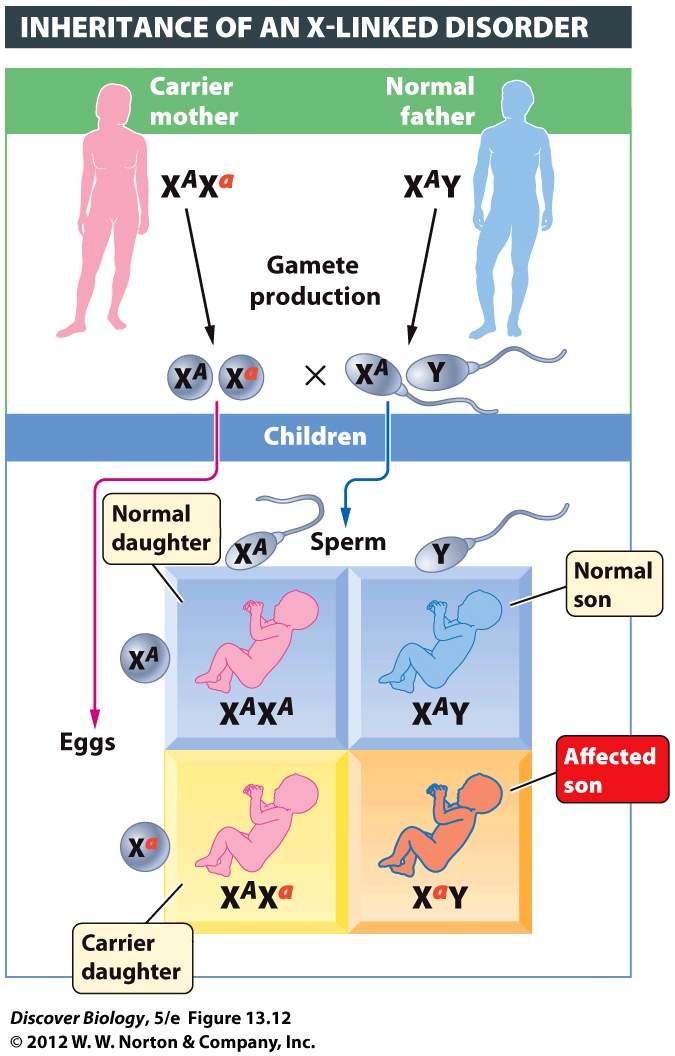 INHERITANCE OF AN X-LINKED DISORDER
Carrier
mother
Normal
father
XᴬXᵃ
XᴬY
Gamete
production
Xᴬ Xᵃ × Xᴬ Y
Children
Normal
daughter
Xᴬ
Sperm
Y
Normal
son
Xᴬ
XᴬXᴬ
XᴬY
Eggs
Affected
son
Xᵃ
XᴬXᵃ
XᵃY
Carrier
daughter
Discover Biology, 5/e Figure 13.12
© 2012 W. W. Norton & Company, Inc.